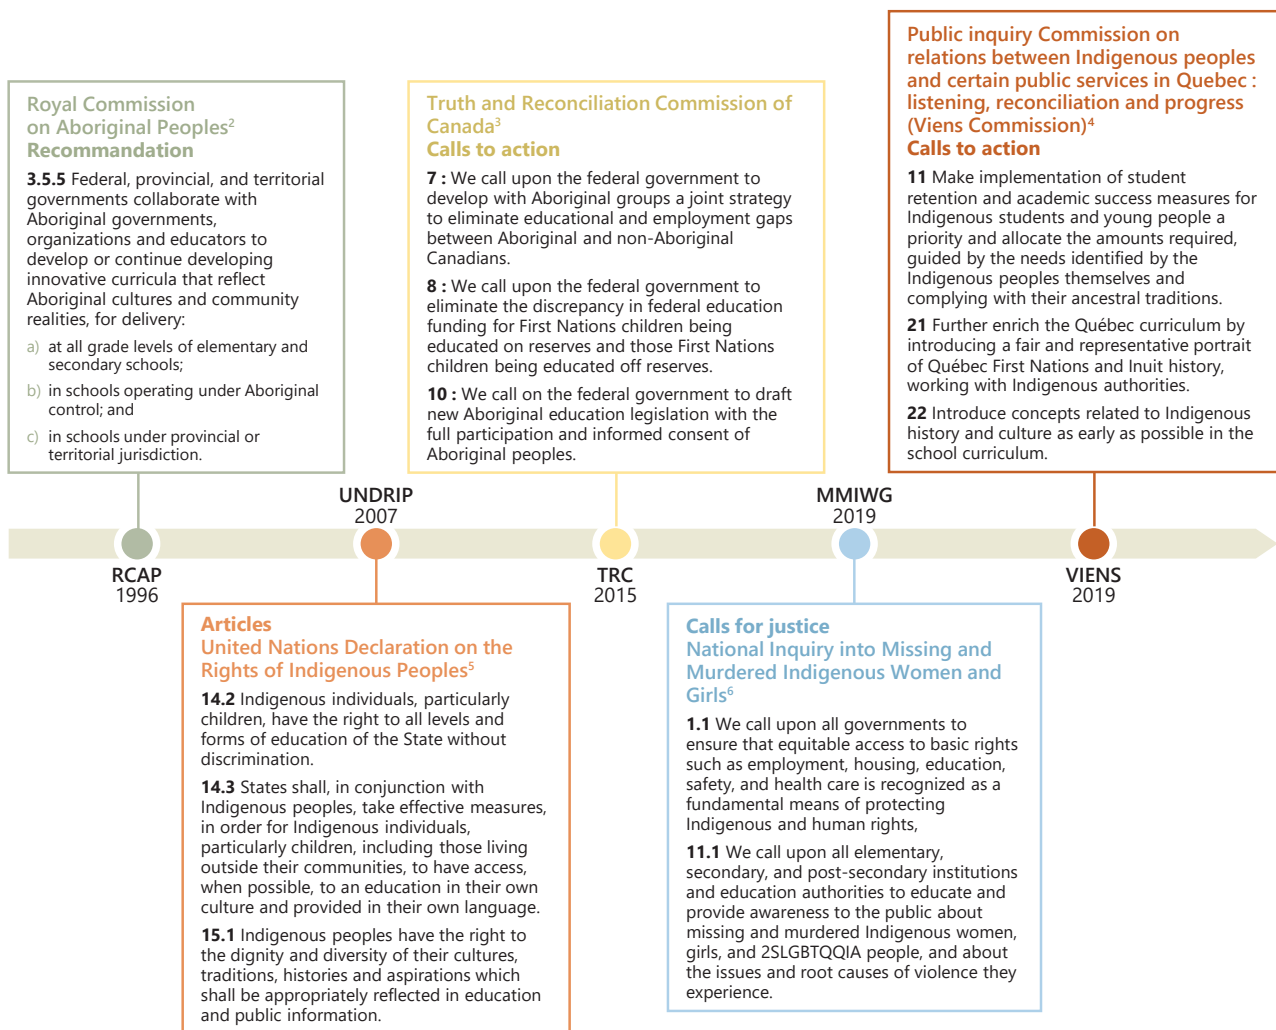 Royal Commission
on Aboriginal Peoples2
Recommandation
3.5.5 Federal, provincial, and territorial
governments collaborate with
Aboriginal governments,
organizations and educators to
develop or continue developing
innovative curricula that reflect
Aboriginal cultures and community
realities, for delivery:
a) at all grade levels of elementary and
secondary schools;
b) in schools operating under Aboriginal
control; and
c) in schools under provincial or
territorial jurisdiction.
Truth and Reconciliation Commission of
Canada3
Calls to action
7 : We call upon the federal government to
develop with Aboriginal groups a joint strategy
to eliminate educational and employment gaps
between Aboriginal and non-Aboriginal
Canadians.
8 : We call upon the federal government to
eliminate the discrepancy in federal education
funding for First Nations children being
educated on reserves and those First Nations
children being educated off reserves.
10 : We call on the federal government to draft
new Aboriginal education legislation with the
full participation and informed consent of
Aboriginal peoples.
Public inquiry Commission on
relations between Indigenous peoples
and certain public services in Quebec :
listening, reconciliation and progress
(Viens Commission)4
Calls to action
11 Make implementation of student
retention and academic success measures for
Indigenous students and young people a
priority and allocate the amounts required,
guided by the needs identified by the
Indigenous peoples themselves and
complying with their ancestral traditions.
21 Further enrich the Québec curriculum by
introducing a fair and representative portrait
of Québec First Nations and Inuit history,
working with Indigenous authorities.
22 Introduce concepts related to Indigenous
history and culture as early as possible in the
school curriculum.
UNDRIP
2007
MMIWG
2019
RCAP
1996
TRC
2015
VIENS
2019
Articles
United Nations Declaration on the
Rights of Indigenous Peoples5
14.2 Indigenous individuals, particularly
children, have the right to all levels and
forms of education of the State without
discrimination.
14.3 States shall, in conjunction with
Indigenous peoples, take effective measures,
in order for Indigenous individuals,
particularly children, including those living
outside their communities, to have access,
when possible, to an education in their own
culture and provided in their own language.
15.1 Indigenous peoples have the right to
the dignity and diversity of their cultures,
traditions, histories and aspirations which
shall be appropriately reflected in education
and public information.
Calls for justice
National Inquiry into Missing and
Murdered Indigenous Women and
Girls6
1.1 We call upon all governments to
ensure that equitable access to basic rights
such as employment, housing, education,
safety, and health care is recognized as a
fundamental means of protecting
Indigenous and human rights,
11.1 We call upon all elementary,
secondary, and post-secondary institutions
and education authorities to educate and
provide awareness to the public about
missing and murdered Indigenous women,
girls, and 2SLGBTQQIA people, and about
the issues and root causes of violence they
experience.